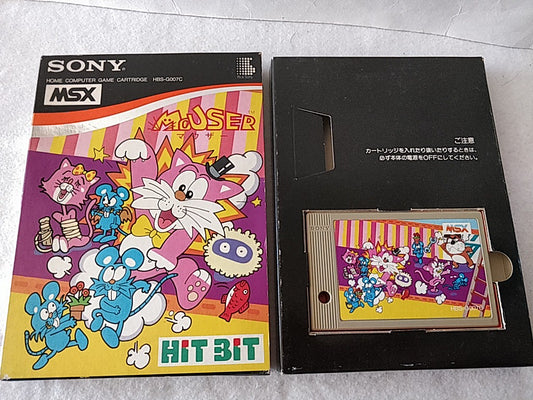 SONY
HOME COMPUTER GAME CARTRIDGE HBS-G007C
MSX
MOUSER
マウザー
HiT BiT
ご注意
カートリッジを入れたり抜いたりするときは、
必ず本体の電源をOFFにしてください。
SONY
MSX
HBS-G007C